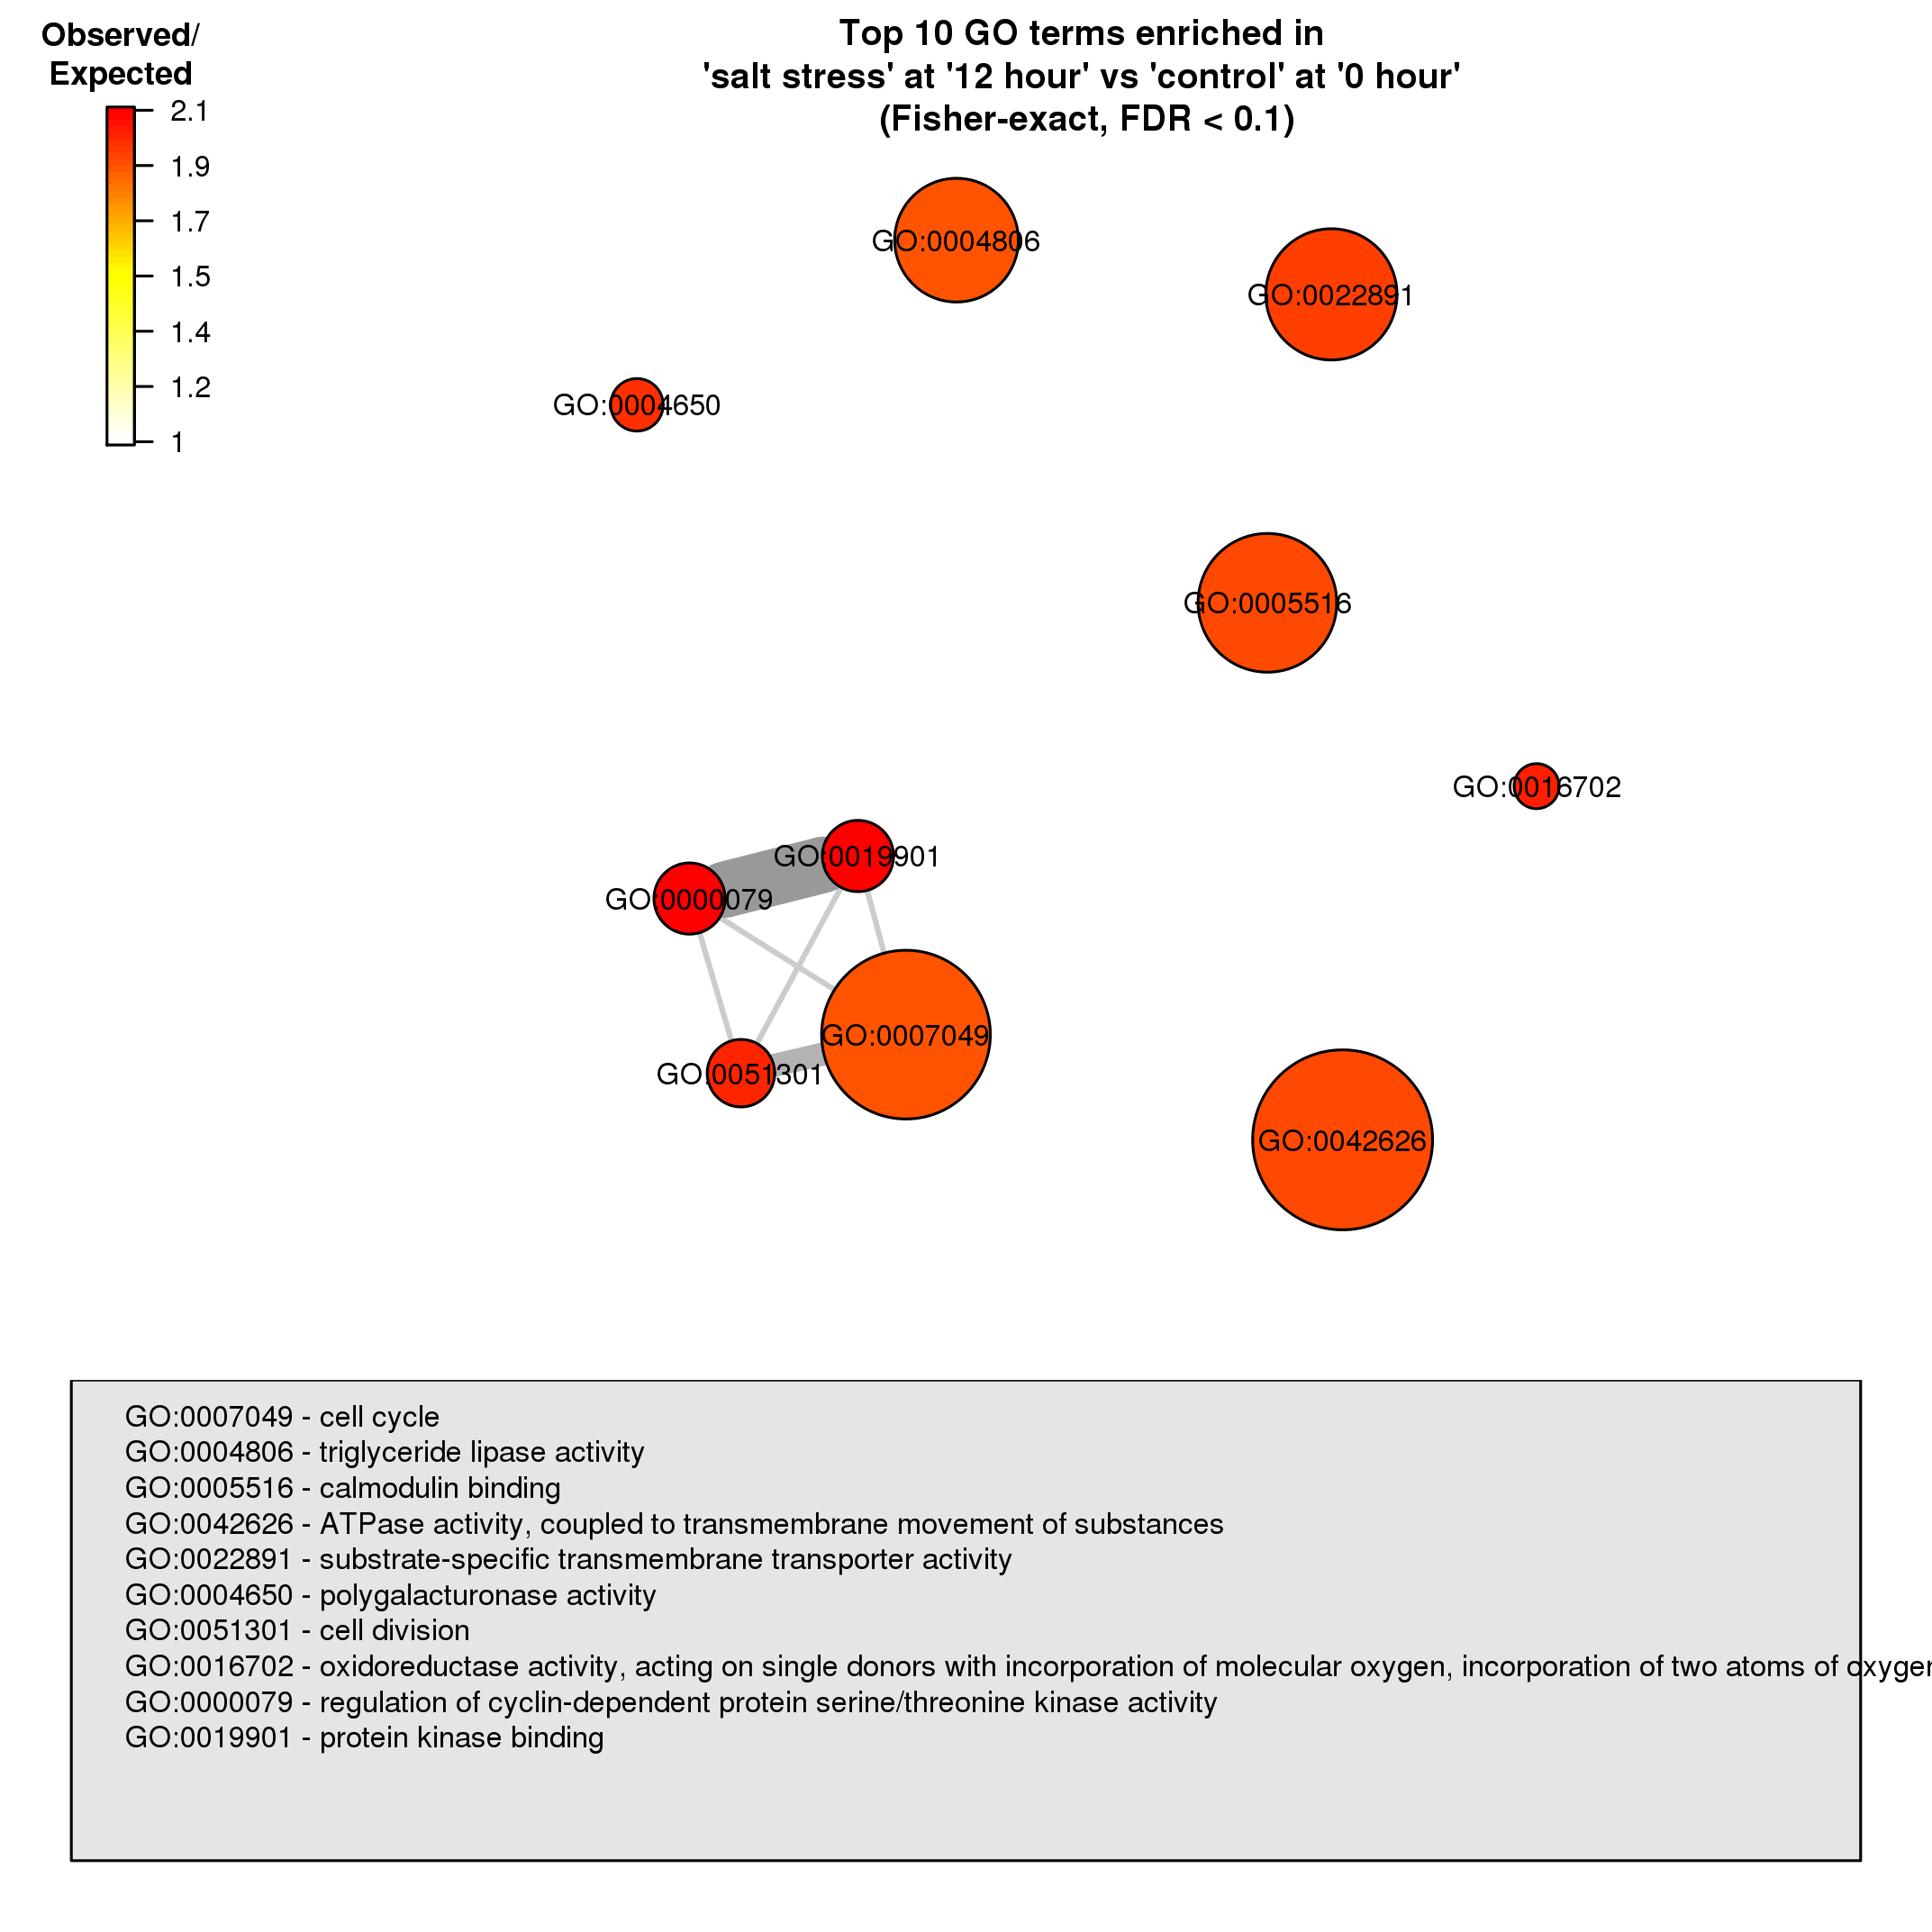 Observed/
Expected
2.1
1.9
1.7
1.5
1.4
1.2
1
Top 10 GO terms enriched in
'salt stress' at '12 hour' vs 'control' at '0 hour'
(Fisher-exact, FDR < 0.1)
GO:0004806
GO:0022891
GO:0004650
GO:0005516
GO:0016702
GO:0019901
GO:0000079
GO:0007049
GO:0051301
GO:0042626
GO:0007049 - cell cycle
GO:0004806 - triglyceride lipase activity
GO:0005516 - calmodulin binding
GO:0042626 - ATPase activity, coupled to transmembrane movement of substances
GO:0022891 - substrate-specific transmembrane transporter activity
GO:0004650 - polygalacturonase activity
GO:0051301 - cell division
GO:0016702 - oxidoreductase activity, acting on single donors with incorporation of molecular oxygen, incorporation of two atoms of oxygen
GO:0000079 - regulation of cyclin-dependent protein serine/threonine kinase activity
GO:0019901 - protein kinase binding